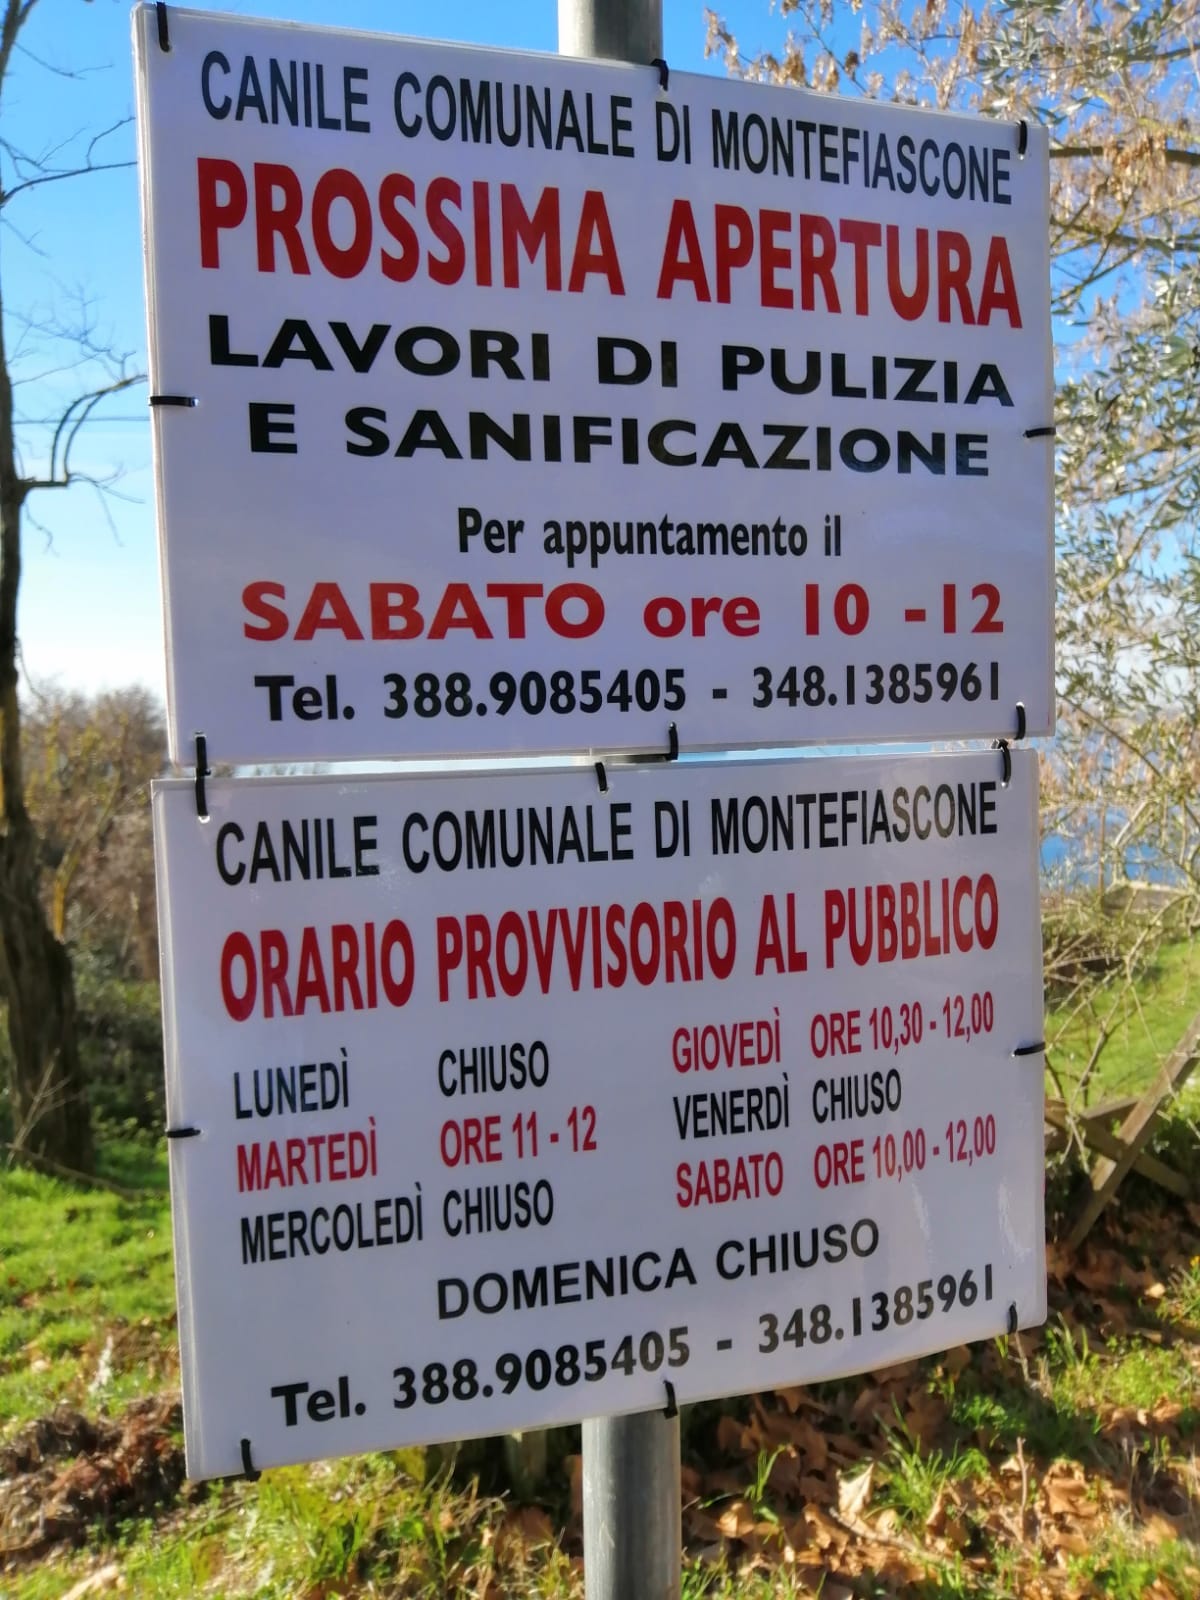 CANILE COMUNALE DI MONTEFIASCONE
PROSSIMA APERTURA
LAVORI DI PULIZIA
E SANIFICAZIONE
Per appuntamento il
SABATO ore 10 - 12
Tel. 388.9085405 - 348.1385961
CANILE COMUNALE DI MONTEFIASCONE
ORARIO PROVVISORIO AL PUBBLICO
LUNEDÌ CHIUSO
MARTEDÌ ORE 11 - 12
MERCOLEDÌ CHIUSO
GIOVEDÌ ORE 10,30 - 12,00
VENERDÌ CHIUSO
SABATO ORE 10,00 - 12,00
DOMENICA CHIUSO
Tel. 388.9085405 - 348.1385961